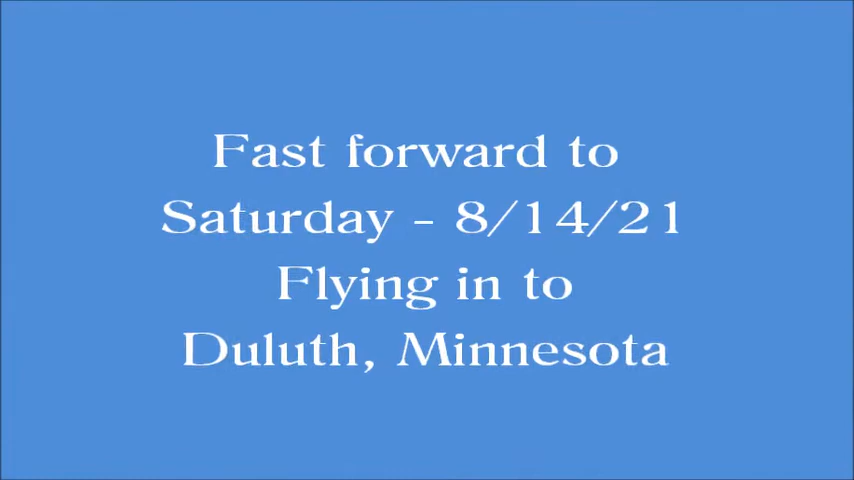 Fast forward to
Saturday - 8/14/21
Flying in to
Duluth, Minnesota